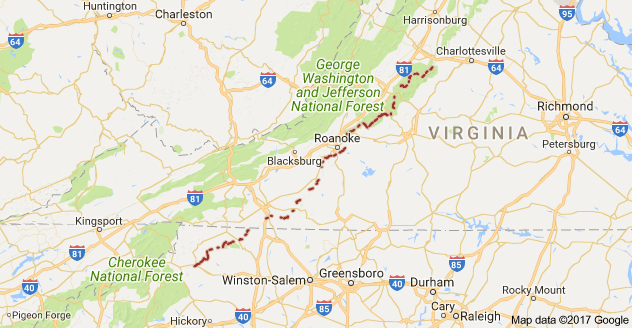 Huntington
Charleston
Harrisonburg
95
64
64
George
Washington
and Jefferson
National Forest
81
Charlottesville
64
64
Richmond
VIRGINIA
Roanoke
Petersburg
Blacksburg
81
Kingsport
81
Cherokee
National Forest
85
Winston-Salem
Greensboro
Durham
40
40
85
Rocky Mount
Pigeon Forge
Hickory
Cary
Raleigh
Map data ©2017 Google